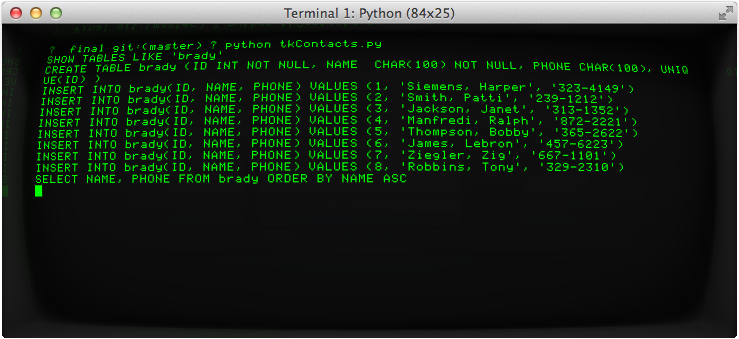 Terminal 1: Python (84x25)
? final git:(master) ? python tkContacts.py
SHOW TABLES LIKE 'brady'
CREATE TABLE brady (ID INT NOT NULL, NAME  CHAR(100) NOT NULL, PHONE CHAR(100), UNIQ
UE(ID) )
INSERT INTO brady(ID, NAME, PHONE) VALUES (1, 'Siemens, Harper', '323-4149')
INSERT INTO brady(ID, NAME, PHONE) VALUES (2, 'Smith, Patti', '239-1212')
INSERT INTO brady(ID, NAME, PHONE) VALUES (3, 'Jackson, Janet', '313-1352')
INSERT INTO brady(ID, NAME, PHONE) VALUES (4, 'Manfredi, Ralph', '872-2221')
INSERT INTO brady(ID, NAME, PHONE) VALUES (5, 'Thompson, Bobby', '365-2622')
INSERT INTO brady(ID, NAME, PHONE) VALUES (6, 'James, Lebron', '457-6223')
INSERT INTO brady(ID, NAME, PHONE) VALUES (7, 'Ziegler, Zig', '667-1101')
INSERT INTO brady(ID, NAME, PHONE) VALUES (8, 'Robbins, Tony', '329-2310')
SELECT NAME, PHONE FROM brady ORDER BY NAME ASC